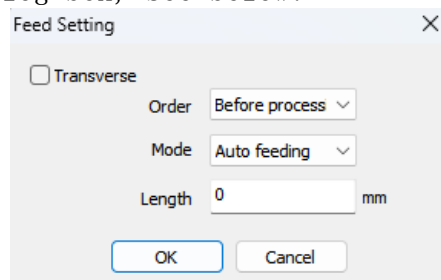 Feed Setting
Transverse
Order Before process
Mode Auto feeding
Length 0 mm
OK Cancel